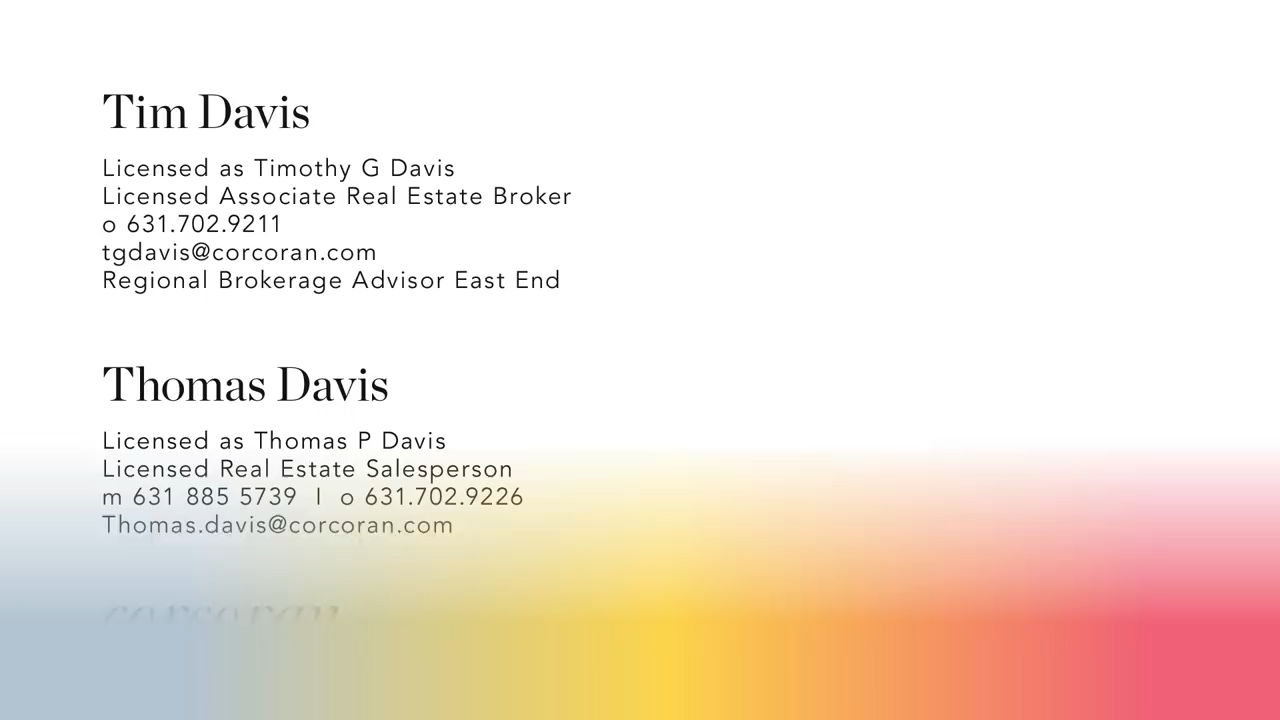 Tim Davis
Licensed as Timothy G Davis
Licensed Associate Real Estate Broker
o 631.702.9211
tgdavis@corcoran.com
Regional Brokerage Advisor East End
Thomas Davis
Licensed as Thomas P Davis
Licensed Real Estate Salesperson
m 631 885 5739 | o 631.702.9226
Thomas.davis@corcoran.com
corcoran